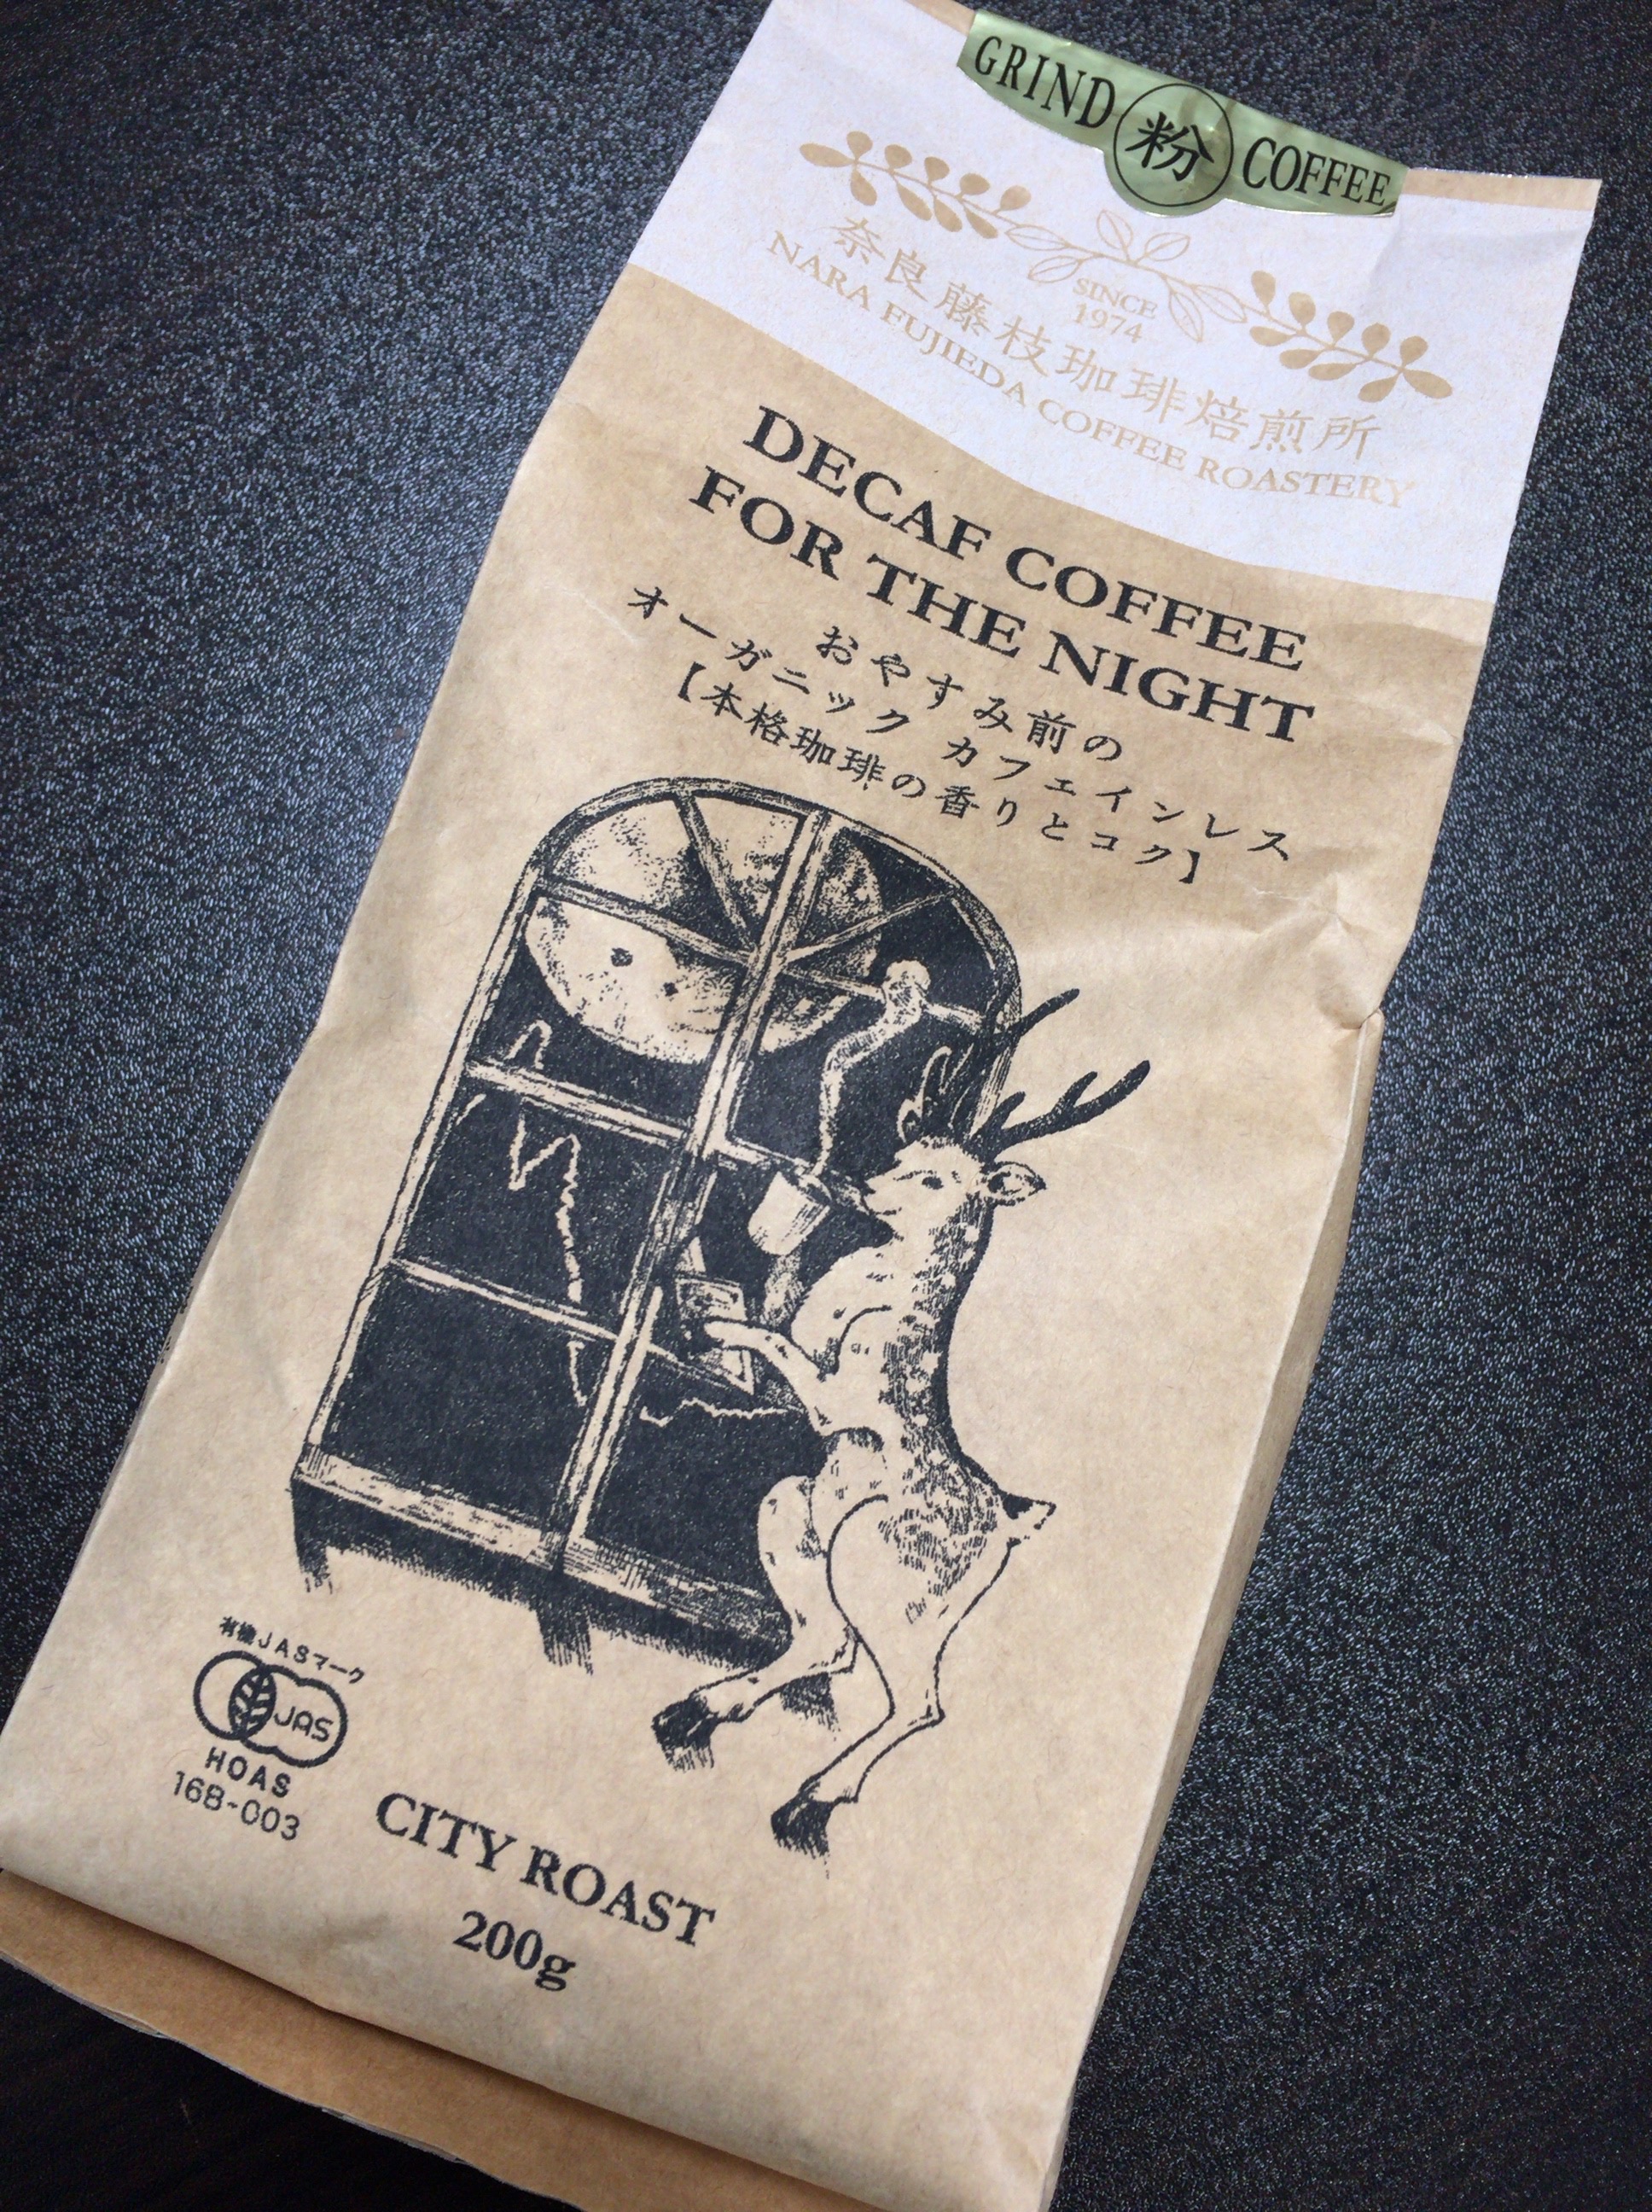 GRIND 粉 COFFEE
SINCE
1974
奈良藤枝珈琲焙煎所
NARA FUJIEDA COFFEE ROASTERY
DECAF COFFEE
FOR THE NIGHT
おやすみ前の
オーガニック カフェインレス
【本格珈琲の香りとコク】
有機JASマーク
JAS
HOAS
16B-003
CITY ROAST
200g